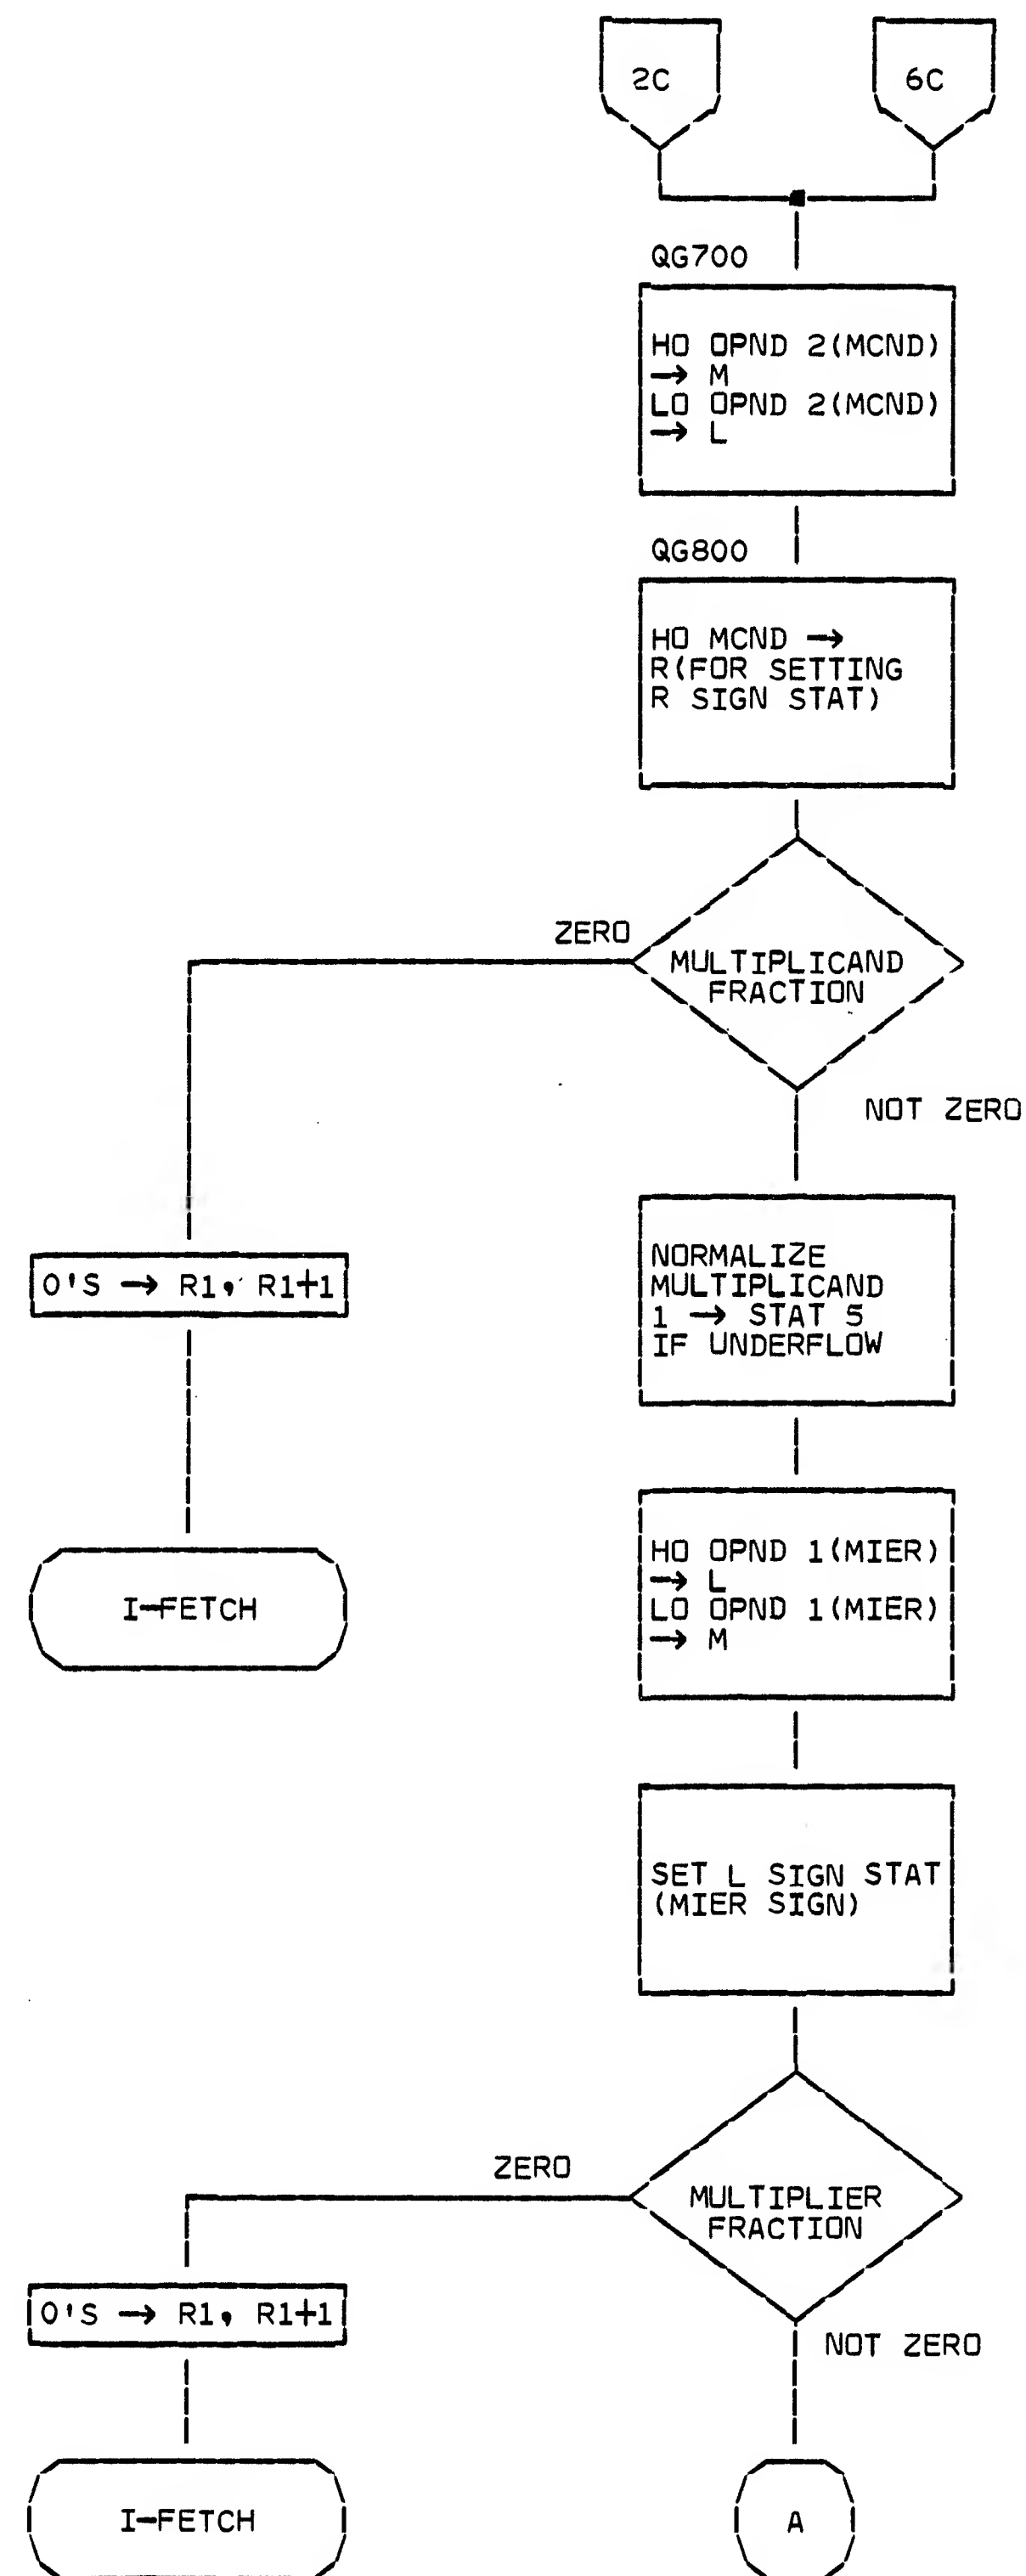 2C
6C
QG700
HO OPND 2(MCND)
→ M
LO OPND 2(MCND)
→ L
QG800
HO MCND →
R(FOR SETTING
R SIGN STAT)
ZERO
MULTIPLICAND
FRACTION
NOT ZERO
0'S → R1, R1+1
NORMALIZE
MULTIPLICAND
1 → STAT 5
IF UNDERFLOW
HO OPND 1(MIER)
→ L
LO OPND 1(MIER)
→ M
I-FETCH
SET L SIGN STAT
(MIER SIGN)
ZERO
MULTIPLIER
FRACTION
0'S → R1, R1+1
NOT ZERO
I-FETCH
A